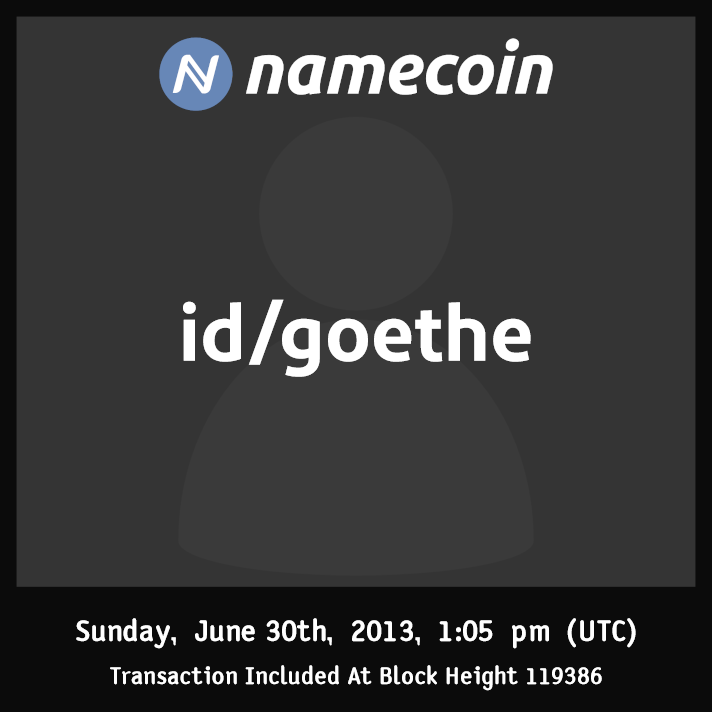 namecoin
id/goethe
Sunday, June 30th, 2013, 1:05 pm (UTC)
Transaction Included At Block Height 119386